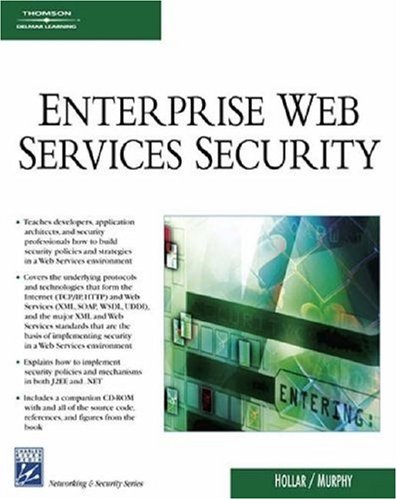 THOMSON
DELMAR LEARNING
ENTERPRISE WEB
SERVICES SECURITY
• Teaches developers, application
architects, and security
professionals how to build
security policies and strategies
in a Web Services environment
• Covers the underlying protocols
and technologies that form the
Internet (TCP/IP, HTTP) and Web
Services (XML, SOAP, WSDL, UDDI),
and the major XML and Web
Services standards that are the
basis of implementing security
in a Web Services environment
• Explains how to implement
security policies and mechanisms
in both J2EE and .NET
• Includes a companion CD-ROM
with and all of the source code,
references, and figures from the
book
ENTERING:
Networking & Security Series
HOLLAR / MURPHY